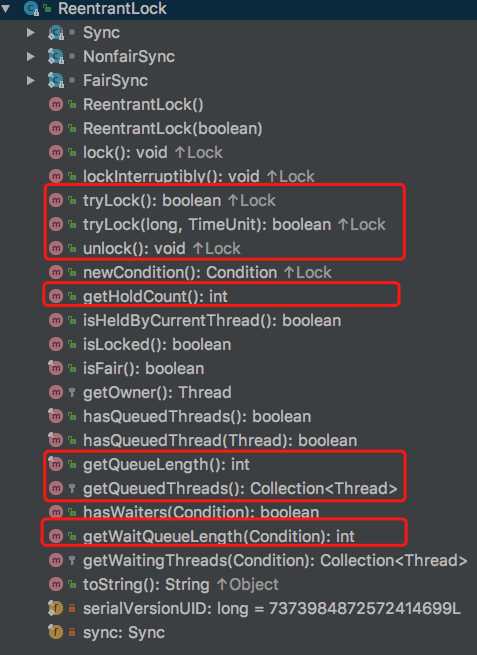 ReentrantLock
Sync
NonfairSync
FairSync
ReentrantLock()
ReentrantLock(boolean)
lock(): void ↑Lock
lockInterruptibly(): void ↑Lock
tryLock(): boolean ↑Lock
tryLock(long, TimeUnit): boolean ↑Lock
unlock(): void ↑Lock
newCondition(): Condition ↑Lock
getHoldCount(): int
isHeldByCurrentThread(): boolean
isLocked(): boolean
isFair(): boolean
getOwner(): Thread
hasQueuedThreads(): boolean
hasQueuedThread(Thread): boolean
getQueueLength(): int
getQueuedThreads(): Collection<Thread>
hasWaiters(Condition): boolean
getWaitQueueLength(Condition): int
getWaitingThreads(Condition): Collection<Thread>
toString(): String ↑Object
serialVersionUID: long = 7373984872572414699L
sync: Sync